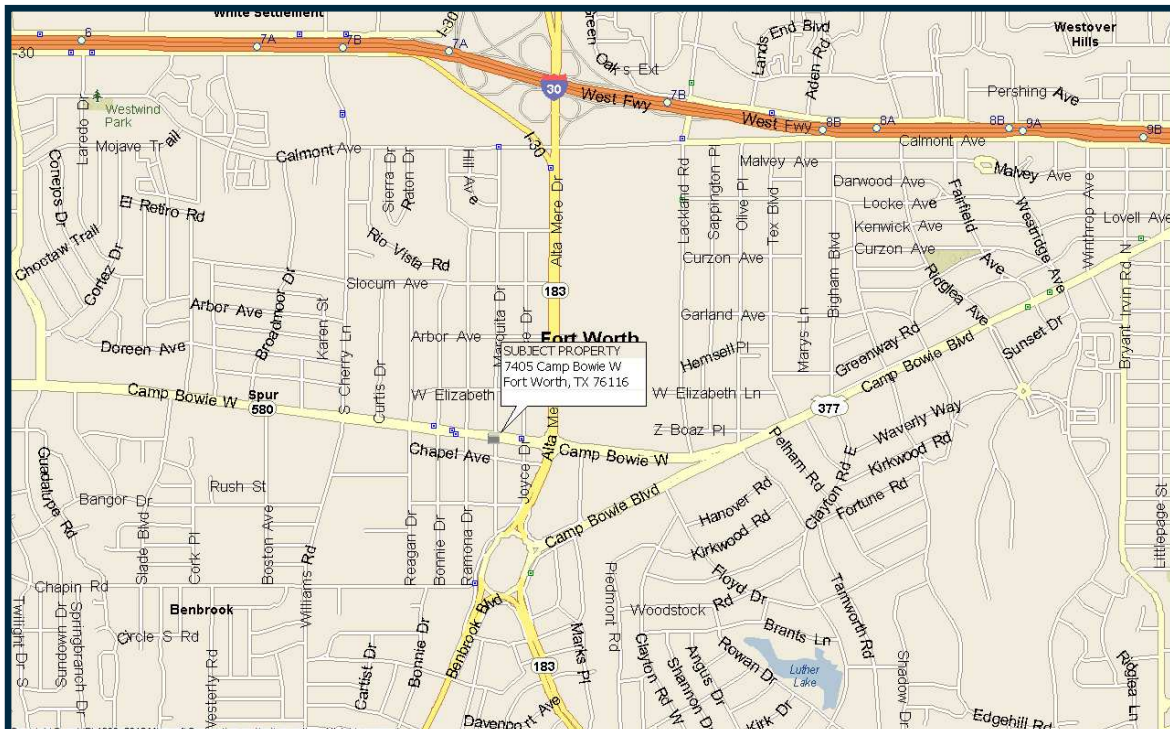 White Settlement
I-30
Green
Oaks Ext
Lands End Blvd
Aden Rd
Westover
Hills
-30
6
7A
7B
7A
30
West Fwy
7B
West Fwy
8B
8A
8B
9A
9B
Pershing Ave
Westwind
Park
Laredo Dr
Mojave Trail
Calmont Ave
I-30
Calmont Ave
Conejos Dr
El Retiro Rd
Choctaw Trail
Cortez Dr
Sierra Dr
Raton Dr
Hill Ave
Rio Vista Rd
Alta Mere Dr
183
Lackland Rd
Sappington Pl
Olive Pl
Tex Blvd
Malvey Ave
Malvey Ave
Darwood Ave
Locke Ave
Kenwick Ave
Curzon Ave
Curzon Ave
Fairfield Ave
Westridge Ave
Winthrop Ave
Lovell Ave
Bryant Irvin Rd N
Bigham Blvd
Ridglea Ave
Slocum Ave
Arbor Ave
Broadmoor Dr
Karen St
S Cherry Ln
Curtis Dr
Arbor Ave
Marquita Dr
Doreen Ave
Garland Ave
Marys Ln
Greenway Rd
Sunset Dr
Hemsell Pl
Camp Bowie Blvd
Fort Worth
SUBJECT PROPERTY
7405 Camp Bowie W
Fort Worth, TX 76116
W Elizabeth
W Elizabeth Ln
Camp Bowie W
Spur
580
377
Z Boaz Pl
Waverly Way
Kirkwood Rd
Chapel Ave
Joyce Dr
Alta Me
Camp Bowie W
Pelham Rd
Clayton Rd E
Fortune Rd
Guadalupe Rd
Rush St
Bangor Dr
Slade Blvd
Cork Pl
Boston Ave
Williams Rd
Reagan Dr
Bonnie Dr
Ramona Dr
Camp Bowie Blvd
Hanover Rd
Kirkwood Rd
Littlepage St
Chapin Rd
Benbrook
Circle S Rd
Twilight Dr S
Sundown Dr
Springbranch Dr
Westerly Rd
Cartist Dr
Bonnie Dr
Benbrook Blvd
183
Marks Pl
Davenport Ave
Piedmont Rd
Floyd Dr
Woodstock Rd
Brants Ln
Tamworth Rd
Clayton Rd W
Shannon D
Angus Dr
Rowan Dr
Kirk Dr
Luther
Lake
Shadow Dr
Edgehill Rd
Ridglea Ln